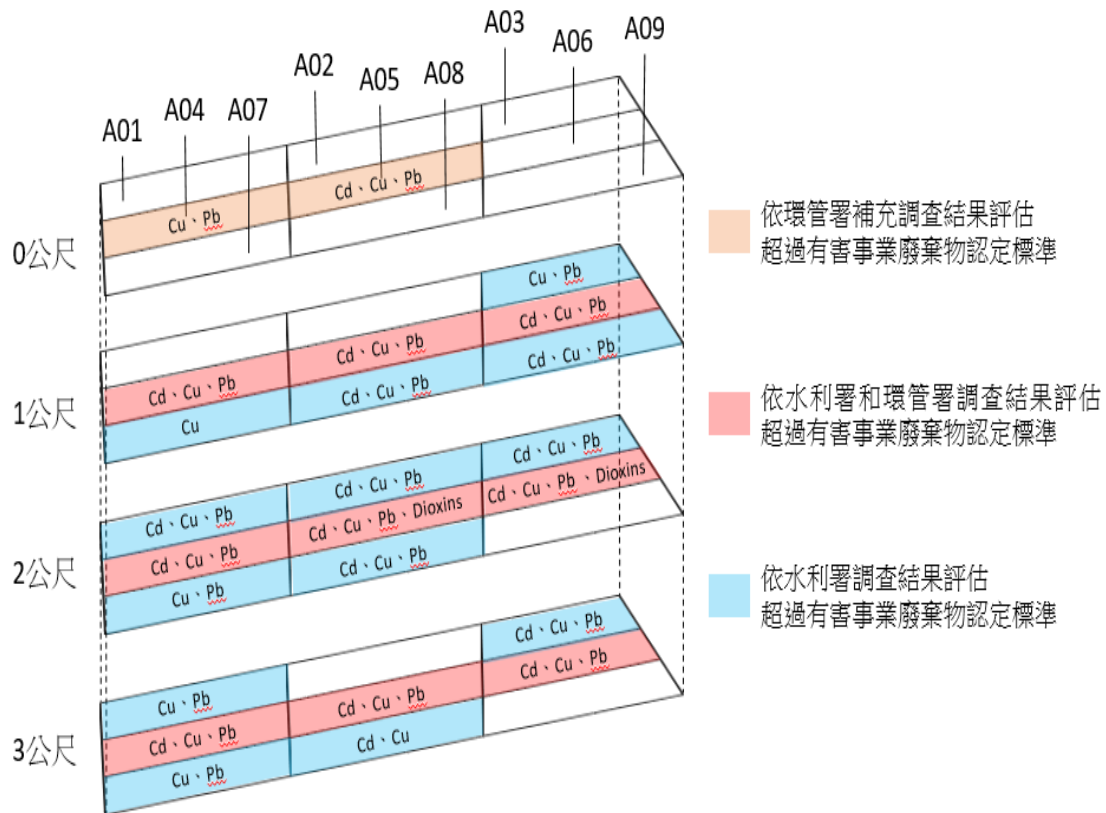 A01
A04
A07
A02
A05
A08
A03
A06
A09
Cu、Pb
Cd、Cu、Pb
0公尺
Cu、Pb
Cd、Cu、Pb
Cd、Cu、Pb
Cd、Cu、Pb
Cd、Cu、Pb
Cd、Cu、Pb
Cu
1公尺
Cd、Cu、Pb
Cd、Cu、Pb
Cd、Cu、Pb
Cd、Cu、Pb、Dioxins
Cd、Cu、Pb、Dioxins
Cd、Cu、Pb
Cd、Cu、Pb
Cu、Pb
2公尺
Cd、Cu、Pb
Cu、Pb
Cd、Cu、Pb
Cd、Cu、Pb
Cd、Cu、Pb
Cd、Cu
Cu、Pb
3公尺
依環管署補充調查結果評估
超過有害事業廢棄物認定標準
依水利署和環管署調查結果評估
超過有害事業廢棄物認定標準
依水利署調查結果評估
超過有害事業廢棄物認定標準